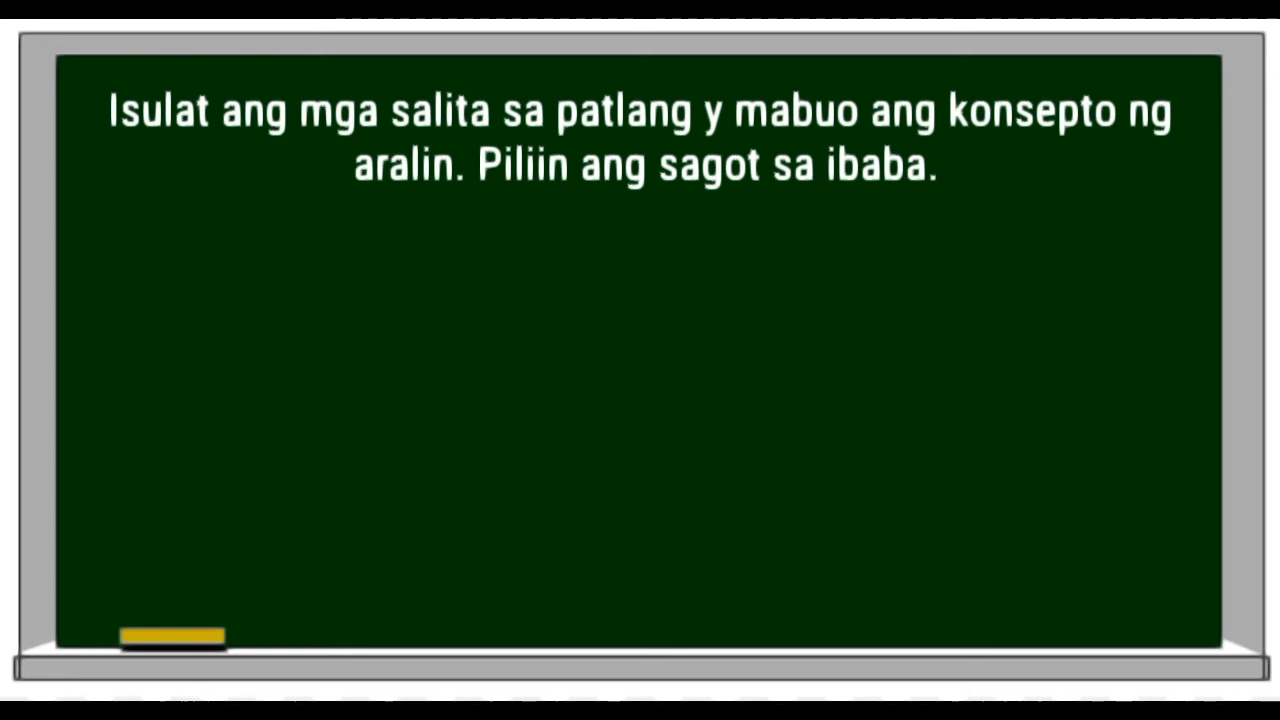 Isulat ang mga salita sa patlang y mabuo ang konsepto ng
aralin. Piliin ang sagot sa ibaba.